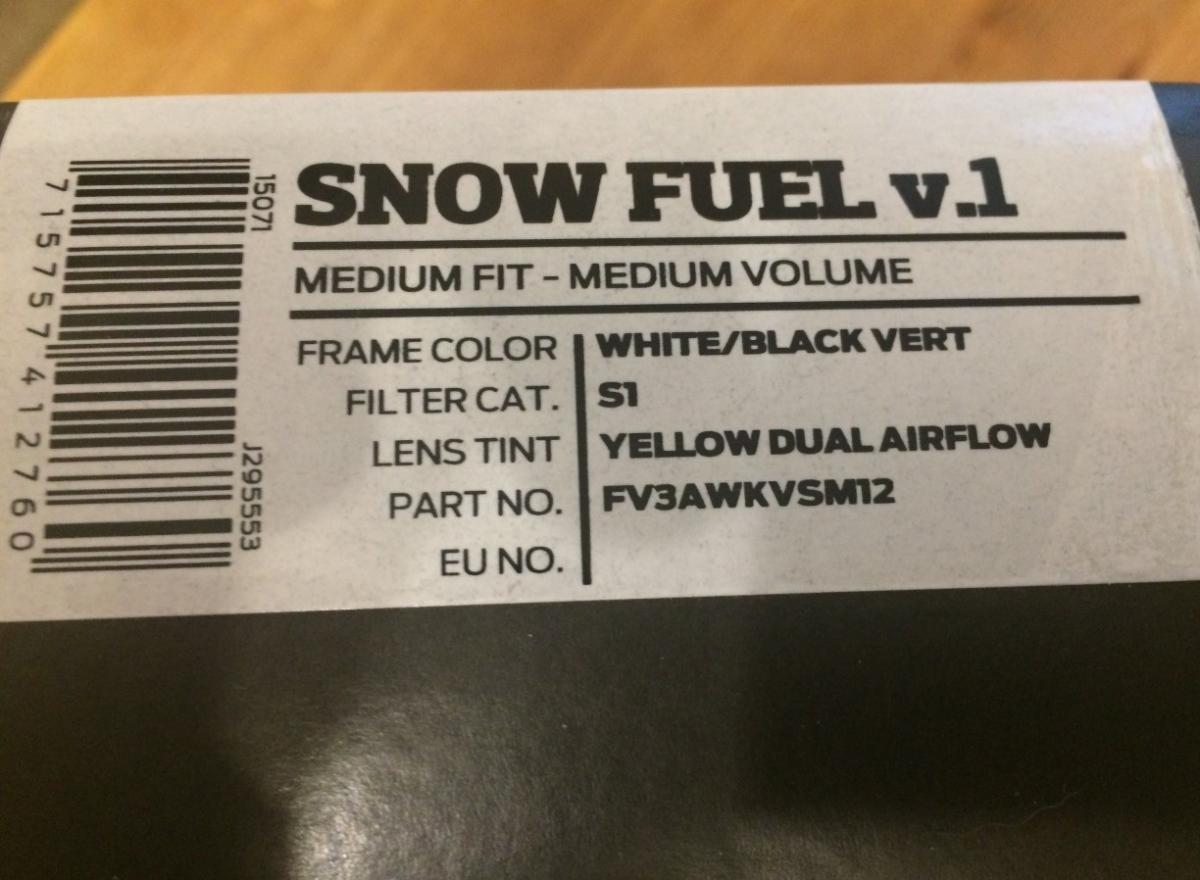 SNOW FUEL v.1
MEDIUM FIT - MEDIUM VOLUME
FRAME COLOR WHITE/BLACK VERT
FILTER CAT. S1
LENS TINT YELLOW DUAL AIRFLOW
PART NO. FV3AWKVSM12
EU NO.
15071 J295553
7 15757 41276 0